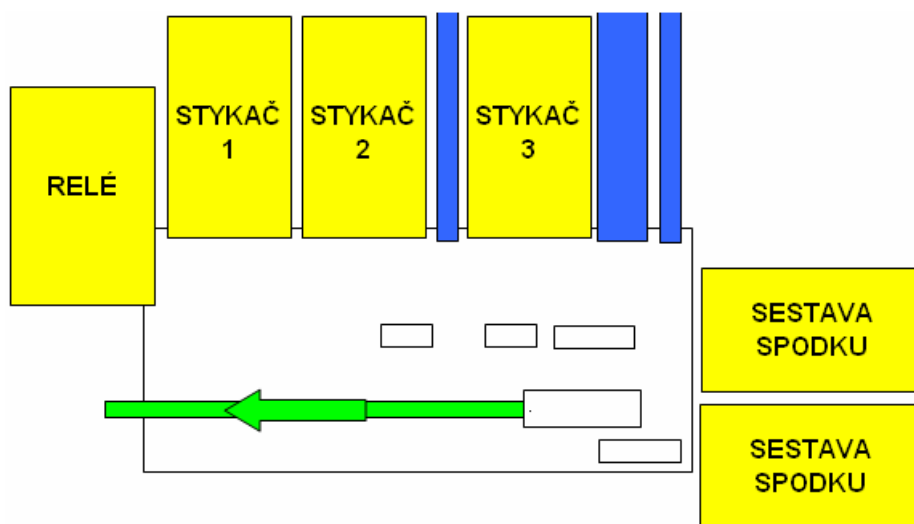 STYKAČ
1
STYKAČ
2
STYKAČ
3
RELÉ
SESTAVA
SPODKU
SESTAVA
SPODKU